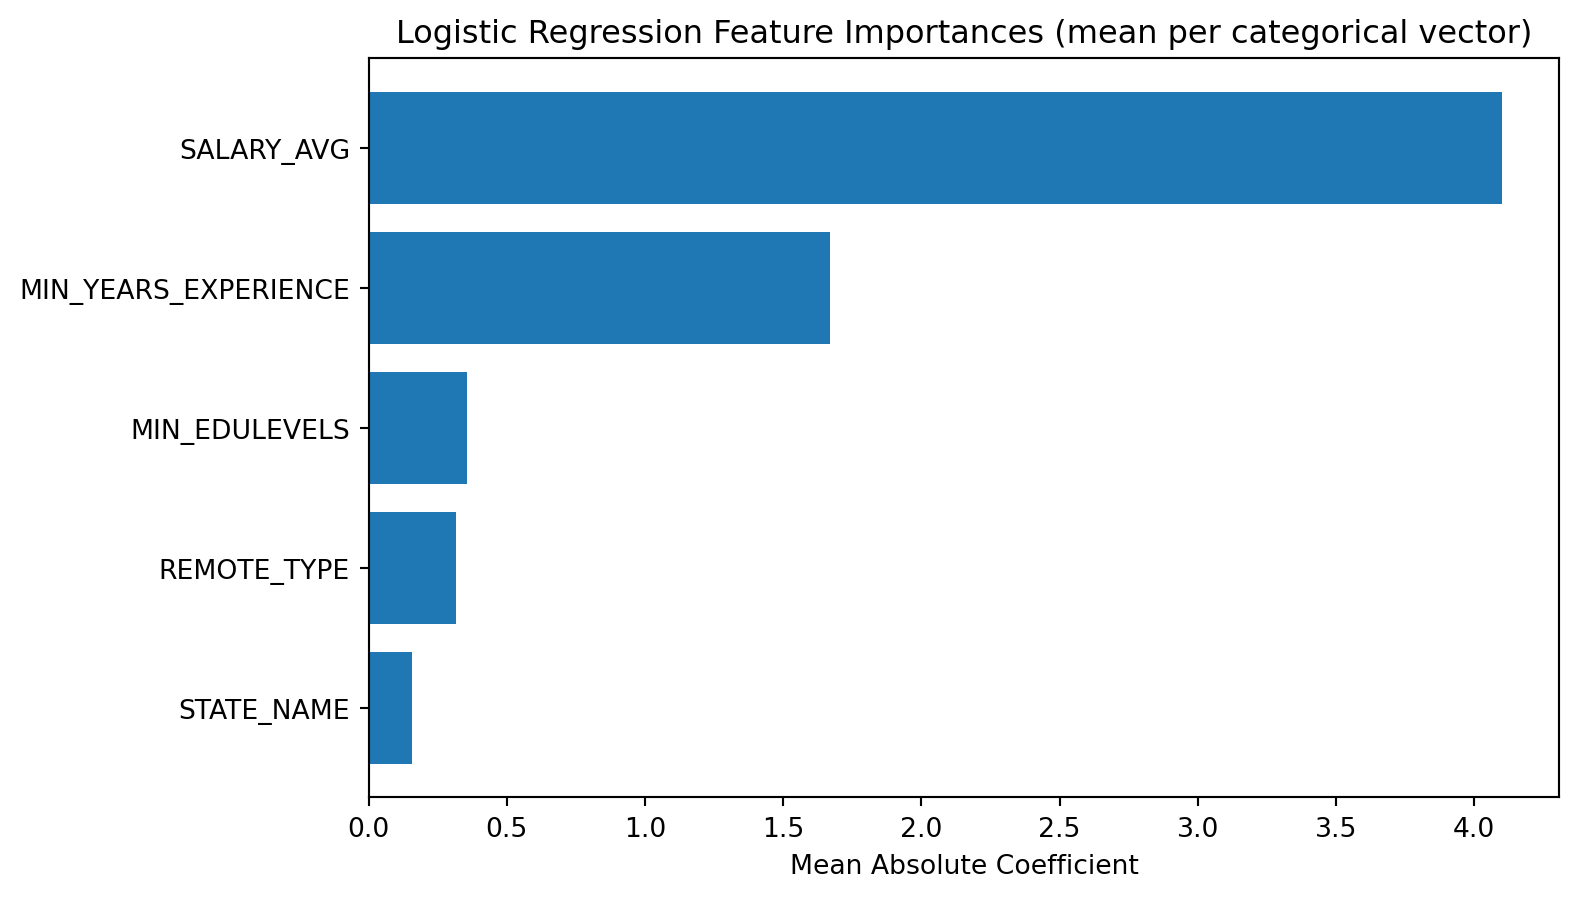 Logistic Regression Feature Importances (mean per categorical vector)
SALARY_AVG
MIN_YEARS_EXPERIENCE
MIN_EDULEVELS
REMOTE_TYPE
STATE_NAME
0.0 0.5 1.0 1.5 2.0 2.5 3.0 3.5 4.0
Mean Absolute Coefficient